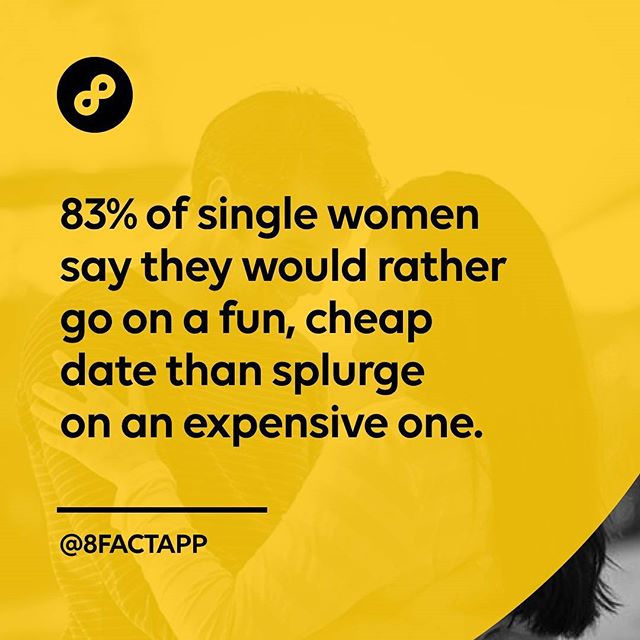 83% of single women
say they would rather
go on a fun, cheap
date than splurge
on an expensive one.
@8FACTAPP